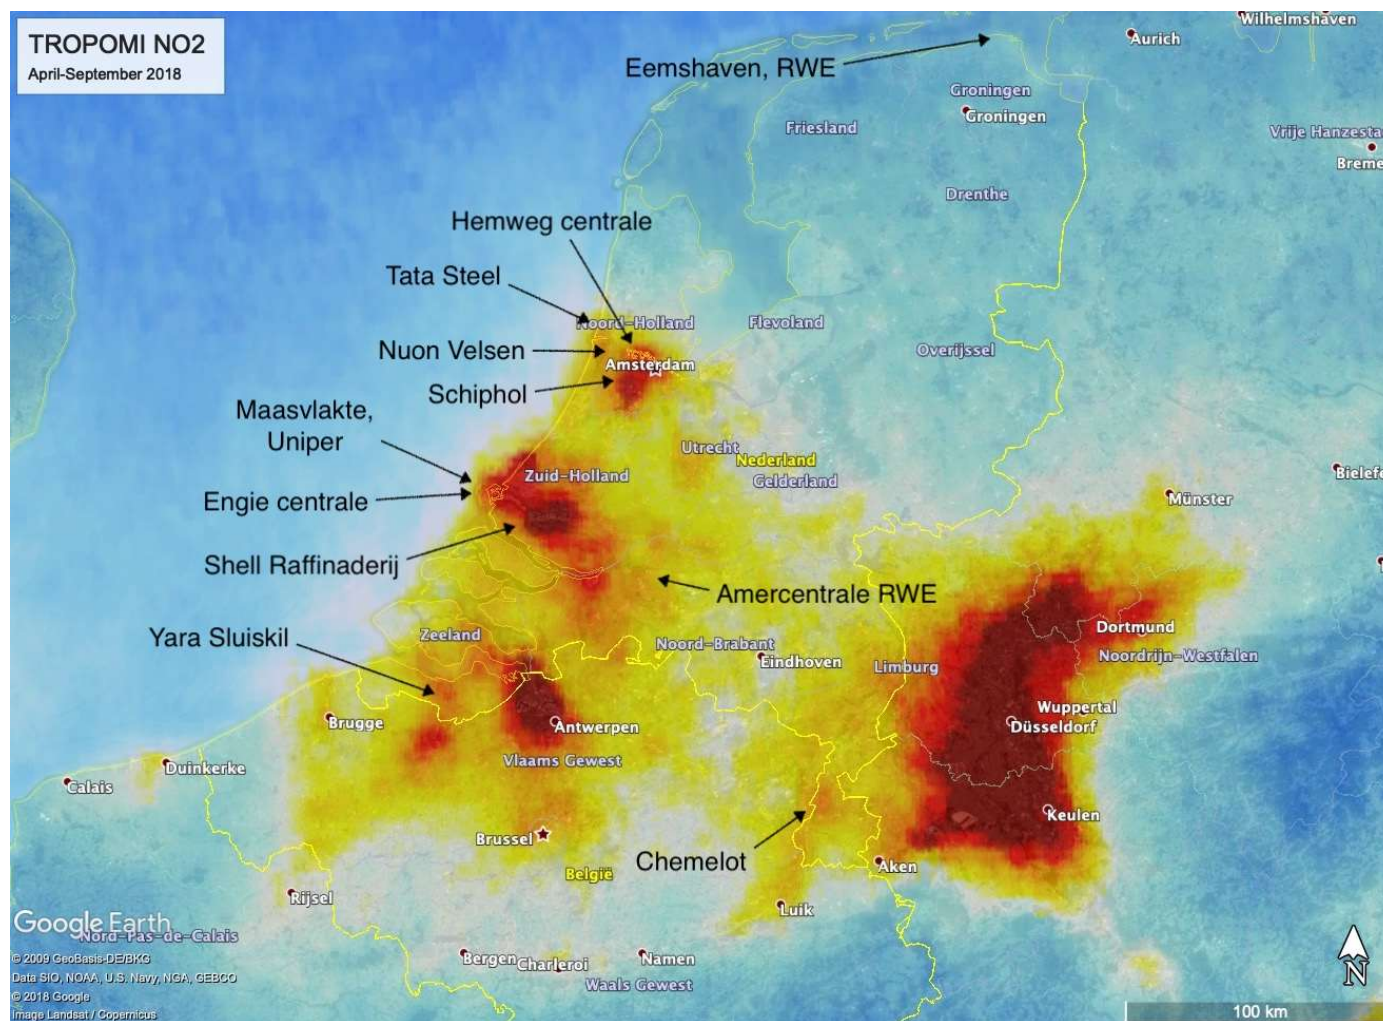 TROPOMI NO2
April-September 2018
Wilhelmshaven
Aurich
Eemshaven, RWE
Groningen
Groningen
Friesland
Vrije Hanzesta
Breme
Drenthe
Hemweg centrale
Tata Steel
Noord-Holland
Flevoland
Nuon Velsen
Overijssel
Amsterdam
Schiphol
Maasvlakte,
Uniper
Utrecht
Nederland
Gelderland
Zuid-Holland
Bielefe
Münster
Engie centrale
Shell Raffinaderij
Amercentrale RWE
Yara Sluiskil
Zeeland
Dortmund
Noord-Brabant
Noordrijn-Westfalen
Eindhoven
Limburg
Wuppertal
Brugge
Antwerpen
Düsseldorf
Vlaams Gewest
Duinkerke
Calais
Keulen
Brussel
Chemelot
Aken
België
Rijsel
Luik
Google Earth
Nord-Pas-de-Calais
Bergen
Charleroi
Namen
© 2009 GeoBasis-DE/BKG
Data SIO, NOAA, U.S. Navy, NGA, GEBCO
Waals Gewest
© 2018 Google
Image Landsat / Copernicus
N
100 km